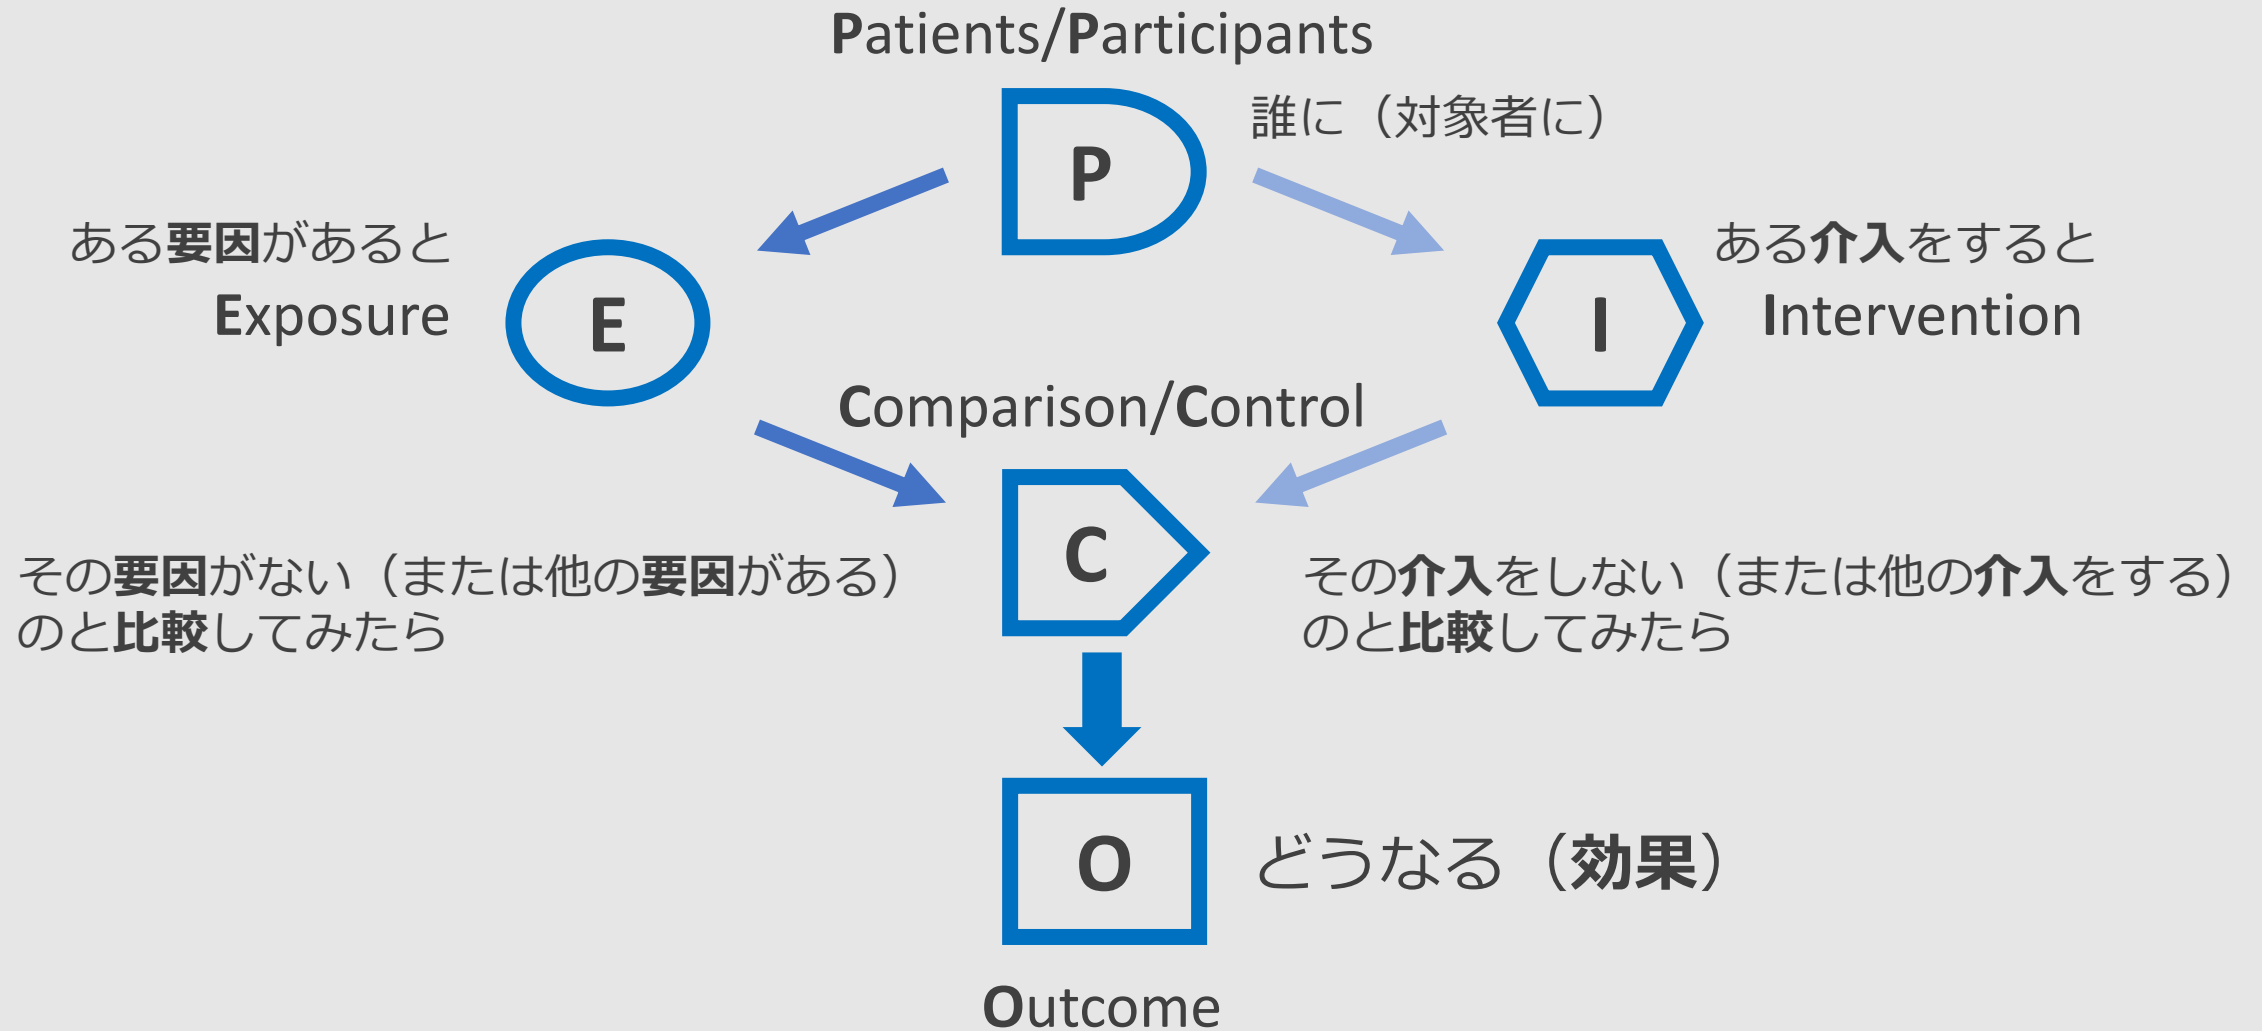 Patients/Participants
P
誰に（対象者に）
ある要因があると
Exposure
E
ある介入をすると
Intervention
I
Comparison/Control
C
その要因がない（または他の要因がある）
のと比較してみたら
その介入をしない（または他の介入をする）
のと比較してみたら
O
どうなる（効果）
Outcome